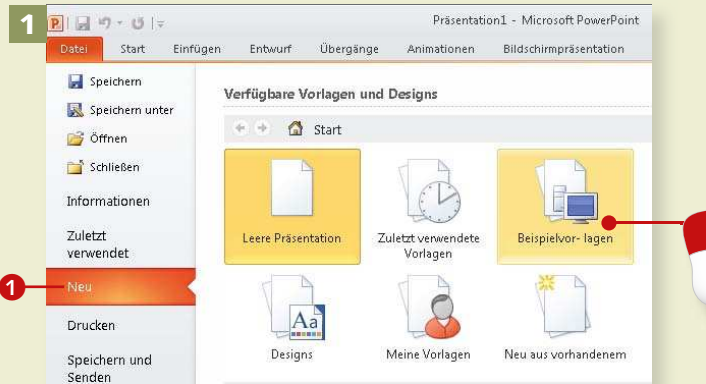 1
P
Präsentation1 - Microsoft PowerPoint
Datei Start Einfügen Entwurf Übergänge Animationen Bildschirmpräsentation
Speichern
Speichern unter
Öffnen
Schließen
Informationen
Zuletzt
verwendet
1
Neu
Drucken
Speichern und
Senden
Verfügbare Vorlagen und Designs
Start
Leere Präsentation
Zuletzt verwendete
Vorlagen
Beispielvor- lagen
Aa
Designs
Meine Vorlagen
Neu aus vorhandenem